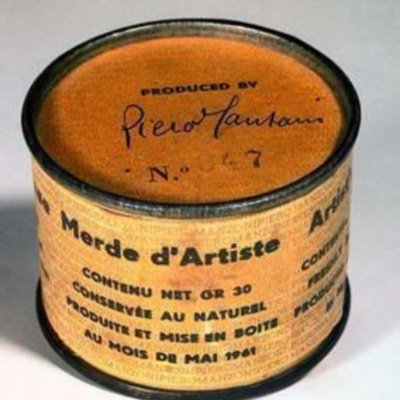 PRODUCED BY
Piero Manzoni
N.º 047
Merde d'Artiste
CONTENU NET GR 30
CONSERVÉE AU NATUREL
PRODUITE ET MISE EN BOITE
AU MOIS DE MAI 1961